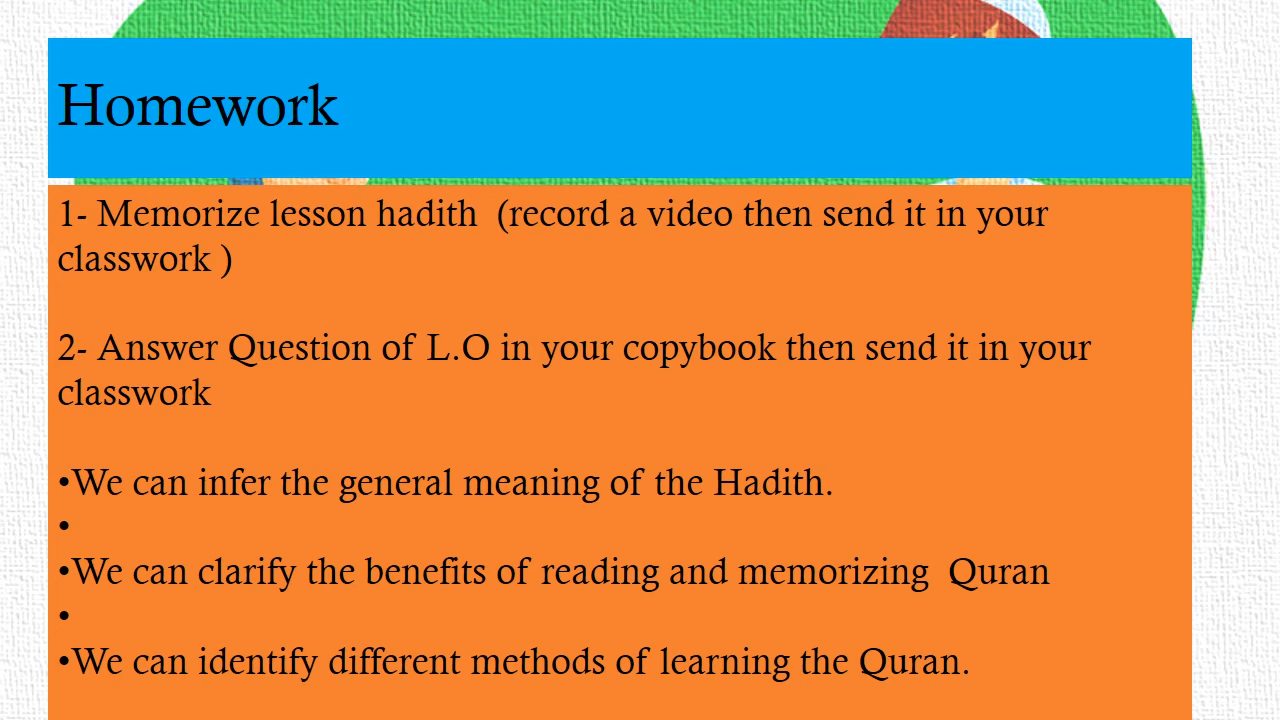 Homework
1- Memorize lesson hadith  (record a video then send it in your
classwork )
2- Answer Question of L.O in your copybook then send it in your
classwork
•We can infer the general meaning of the Hadith.
•
•We can clarify the benefits of reading and memorizing  Quran
•
•We can identify different methods of learning the Quran.